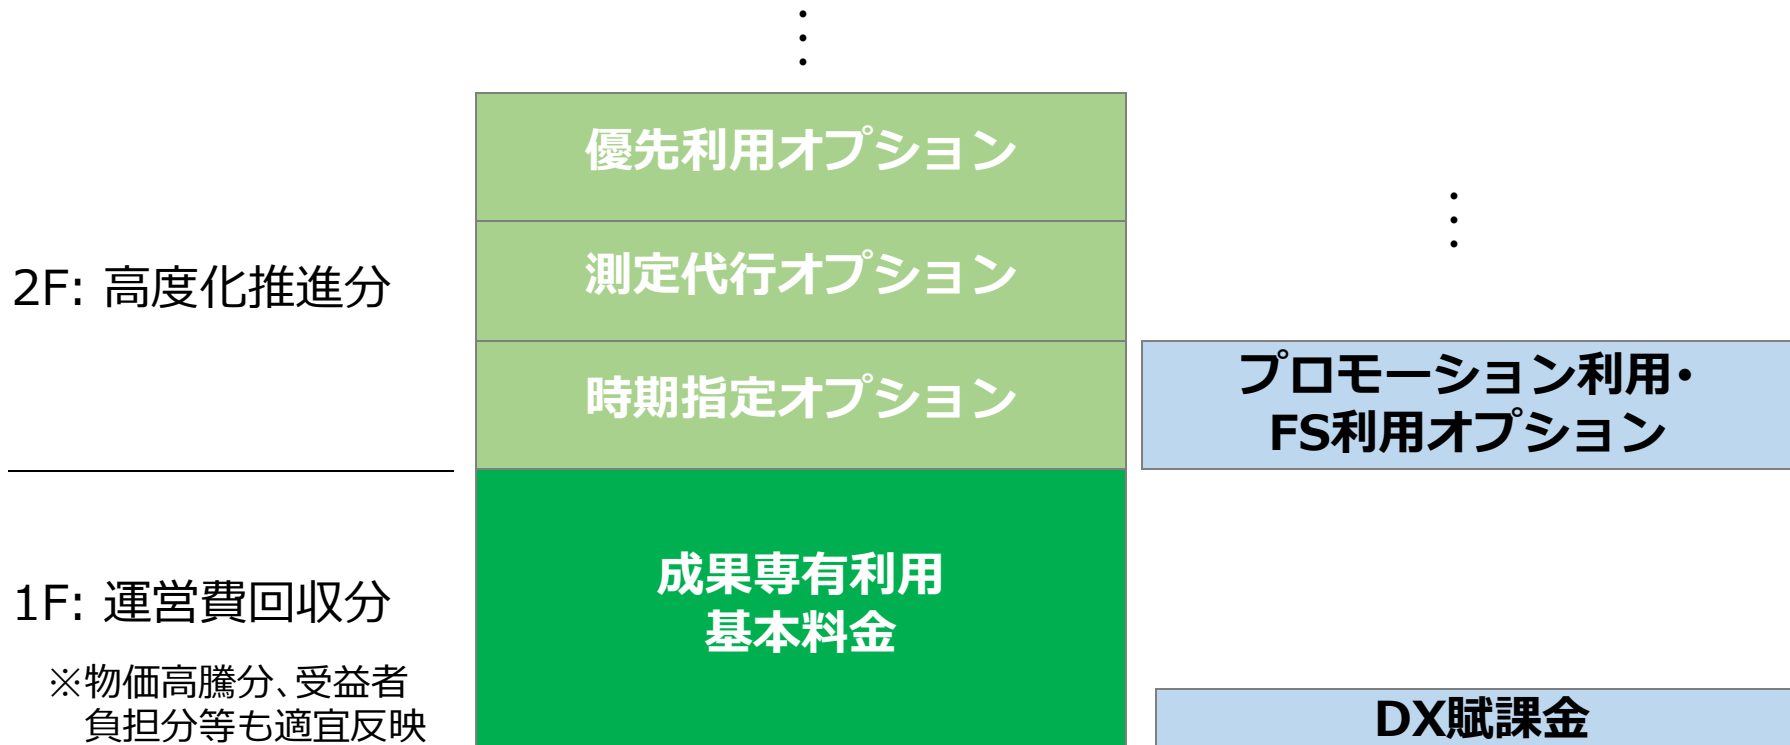 優先利用オプション
測定代行オプション
2F: 高度化推進分
時期指定オプション
プロモーション利用・
FS利用オプション
成果専有利用
基本料金
1F: 運営費回収分
※物価高騰分、受益者
負担分等も適宜反映
DX賦課金